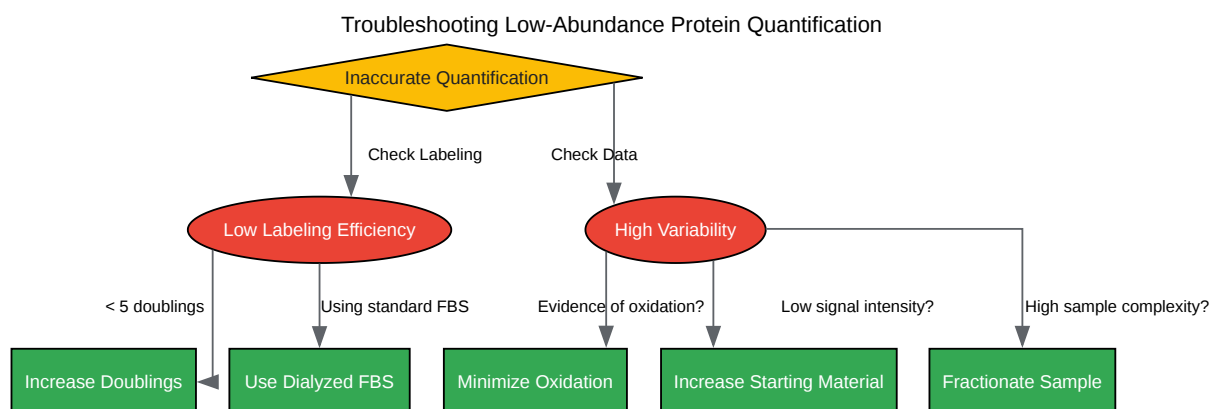 Troubleshooting Low-Abundance Protein Quantification
Inaccurate Quantification
Check Labeling
Check Data
Low Labeling Efficiency
High Variability
< 5 doublings
Using standard FBS
Evidence of oxidation?
Low signal intensity?
High sample complexity?
Increase Doublings
Use Dialyzed FBS
Minimize Oxidation
Increase Starting Material
Fractionate Sample